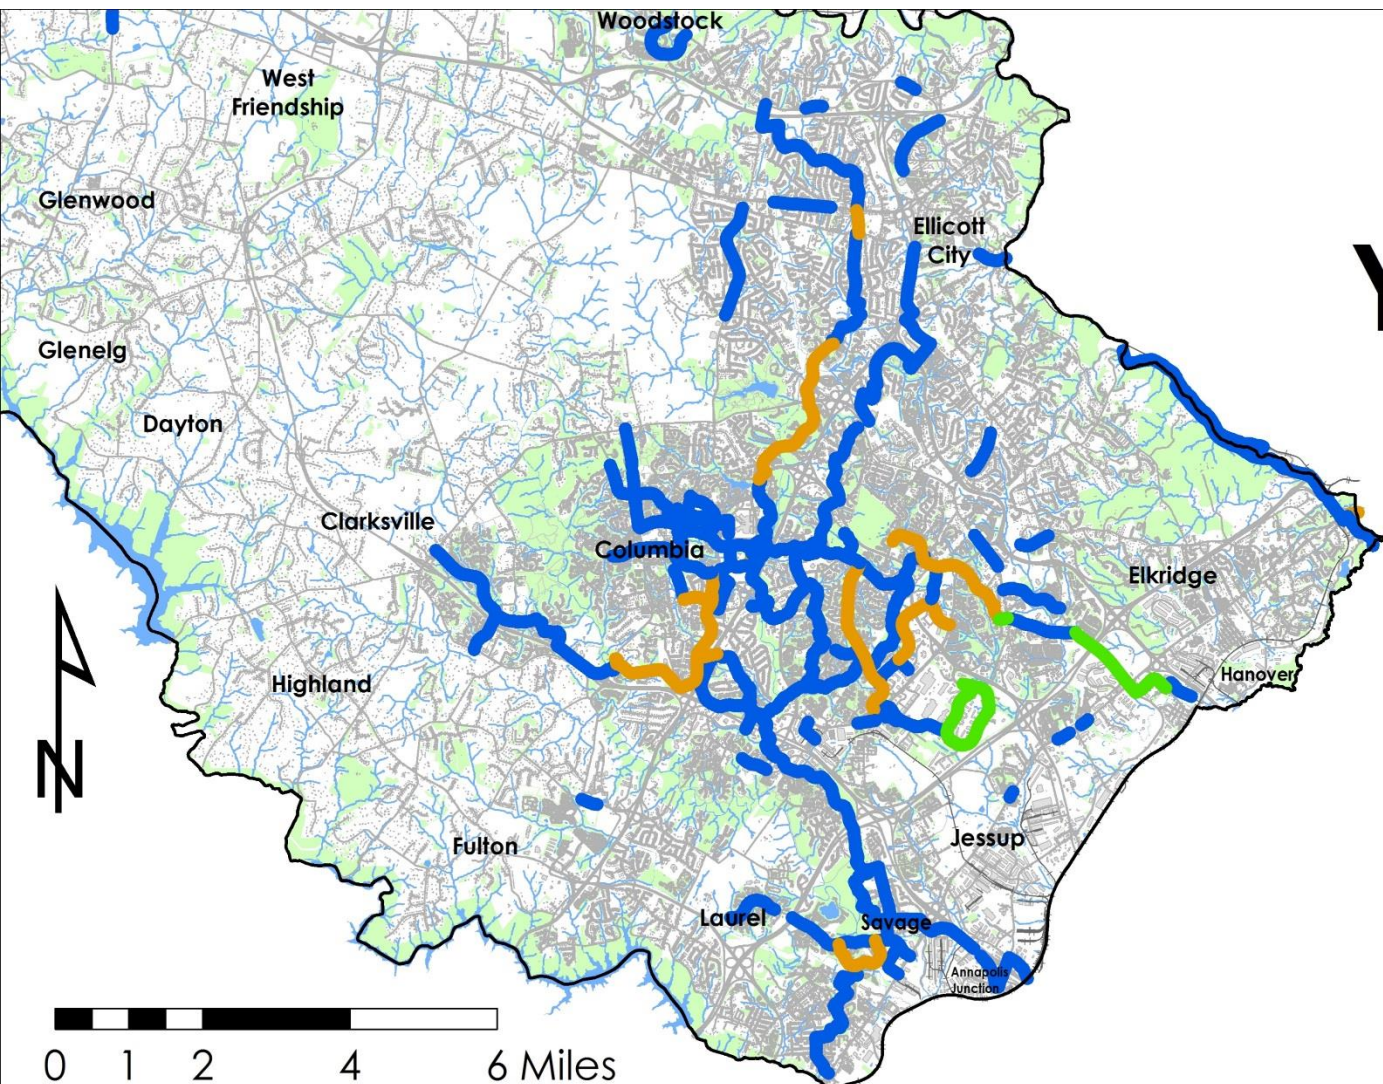 Woodstock
West
Friendship
Glenwood
Ellicott
City
Y
Glenelg
Dayton
Clarksville
Columbia
Elkridge
Highland
Hanover
N
Jessup
Fulton
Laurel
Savage
Annapolis
Junction
0 1 2 4 6 Miles